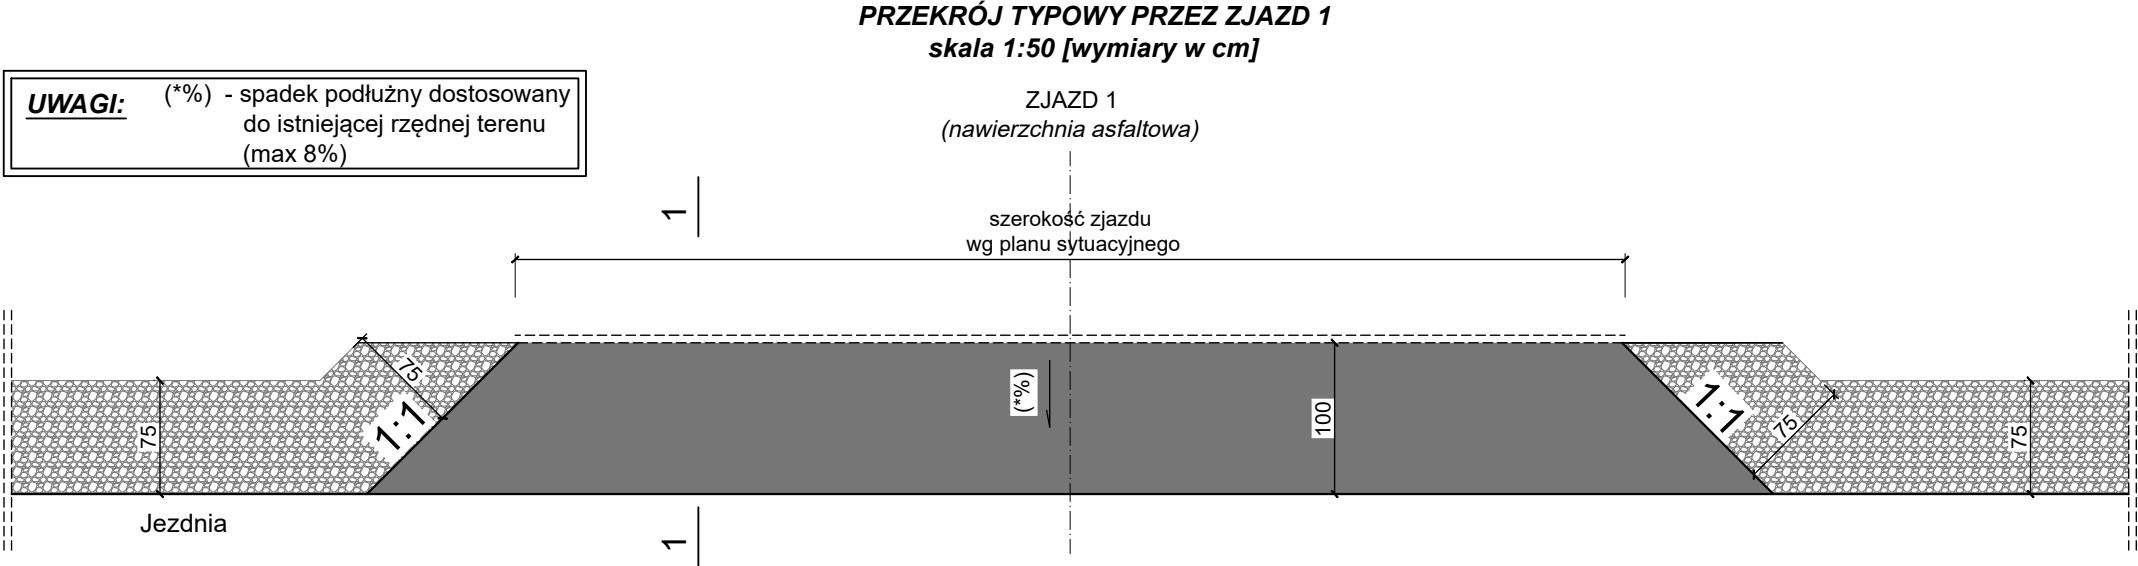 PRZEKRÓJ TYPOWY PRZEZ ZJAZD 1
skala 1:50 [wymiary w cm]
UWAGI: (*%) - spadek podłużny dostosowany
do istniejącej rzędnej terenu
(max 8%)
ZJAZD 1
(nawierzchnia asfaltowa)
1
szerokość zjazdu
wg planu sytuacyjnego
75
75
1:1
(*%)
100
1:1
75
75
Jezdnia
1